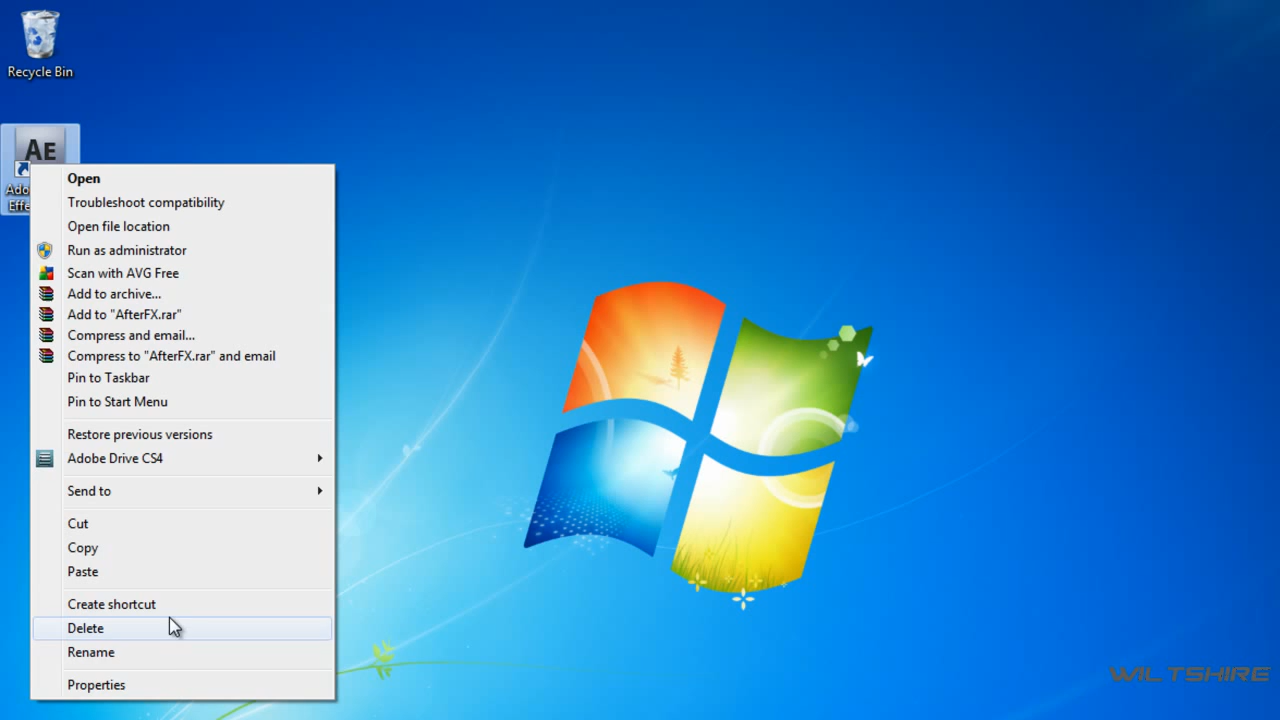 Recycle Bin
AE
Ado
Effe
Open
Troubleshoot compatibility
Open file location
Run as administrator
Scan with AVG Free
Add to archive...
Add to "AfterFX.rar"
Compress and email...
Compress to "AfterFX.rar" and email
Pin to Taskbar
Pin to Start Menu
Restore previous versions
Adobe Drive CS4
Send to
Cut
Copy
Paste
Create shortcut
Delete
Rename
Properties
WILTSHIRE